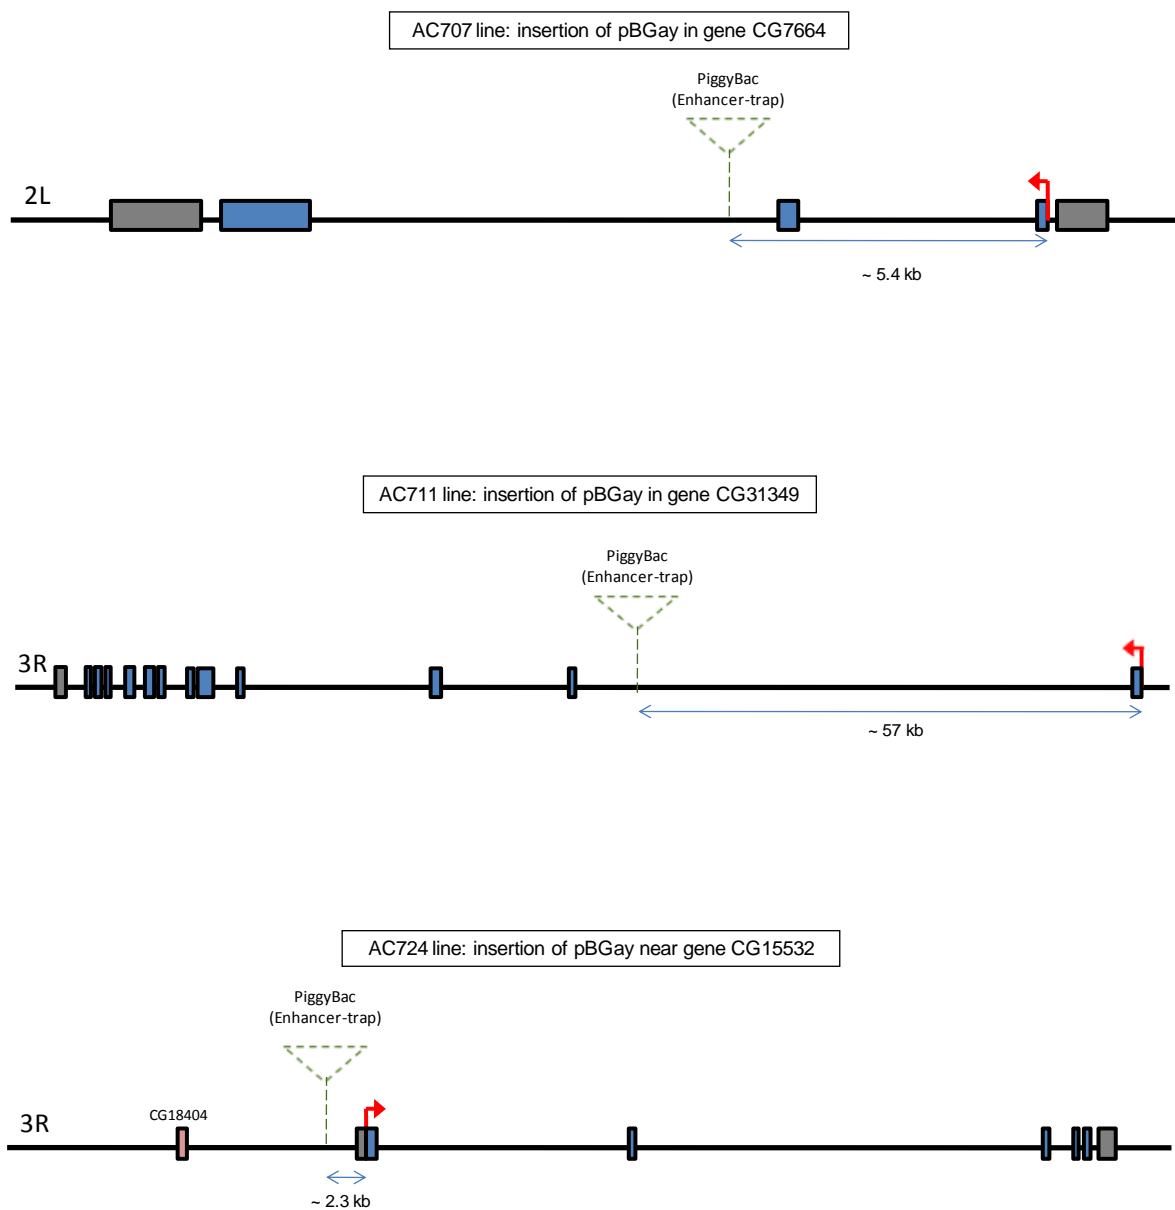 AC707 line: insertion of pBGay in gene CG7664
PiggyBac
(Enhancer-trap)
2L
~ 5.4 kb
AC711 line: insertion of pBGay in gene CG31349
PiggyBac
(Enhancer-trap)
3R
~ 57 kb
AC724 line: insertion of pBGay near gene CG15532
PiggyBac
(Enhancer-trap)
CG18404
3R
~ 2.3 kb